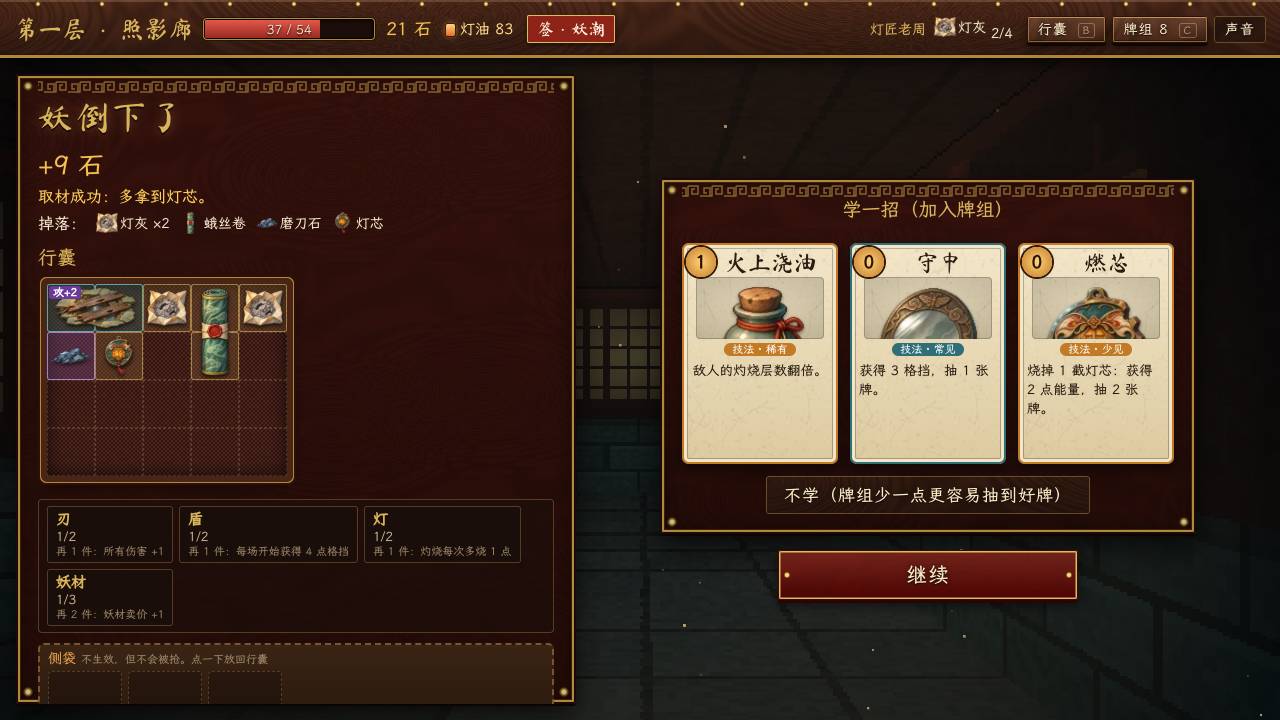 第一层 · 照影廊
37 / 54
21 石
灯油 83
签 · 妖潮
灯匠老周
灯灰 2/4
行囊 B
牌组 8 C
声音
妖倒下了
+9 石
取材成功: 多拿到灯芯。
掉落: 灯灰 ×2 蛾丝卷 磨刀石 灯芯
行囊
攻+2
刃
1/2
再 1 件: 所有伤害 +1
盾
1/2
再 1 件: 每场开始获得 4 点格挡
灯
1/2
再 1 件: 灼烧每次多烧 1 点
妖材
1/3
再 2 件: 妖材卖价 +1
侧袋 不生效, 但不会被抢。点一下放回行囊
学一招 (加入牌组)
1 火上浇油
技法·稀有
敌人的灼烧层数翻倍。
0 守中
技法·常见
获得 3 格挡, 抽 1 张
牌。
0 燃芯
技法·少见
烧掉 1 截灯芯: 获得
2 点能量, 抽 2 张
牌。
不学 (牌组少一点更容易抽到好牌)
继续